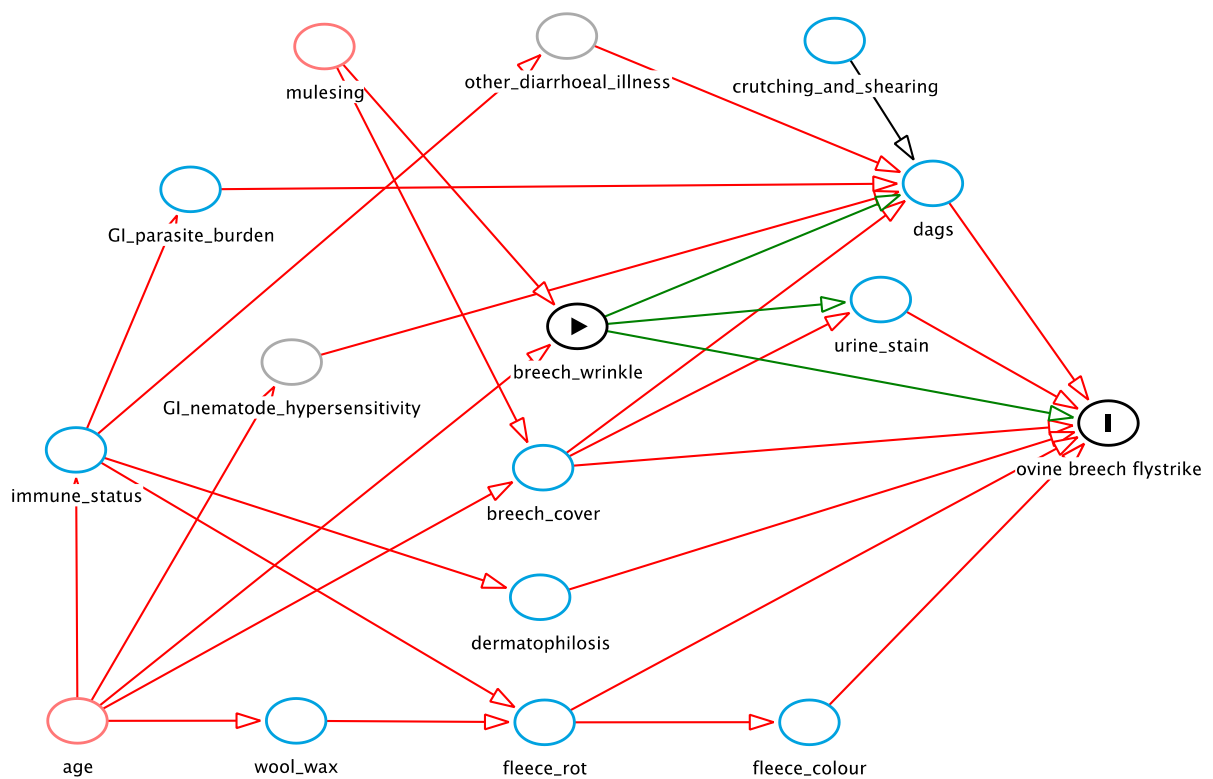 other_diarrhoeal_illness
crutching_and_shearing
mulesing
GI_parasite_burden
dags
urine_stain
breech_wrinkle
GI_nematode_hypersensitivity
ovine breech flystrike
immune_status
breech_cover
dermatophilosis
age
wool_wax
fleece_rot
fleece_colour